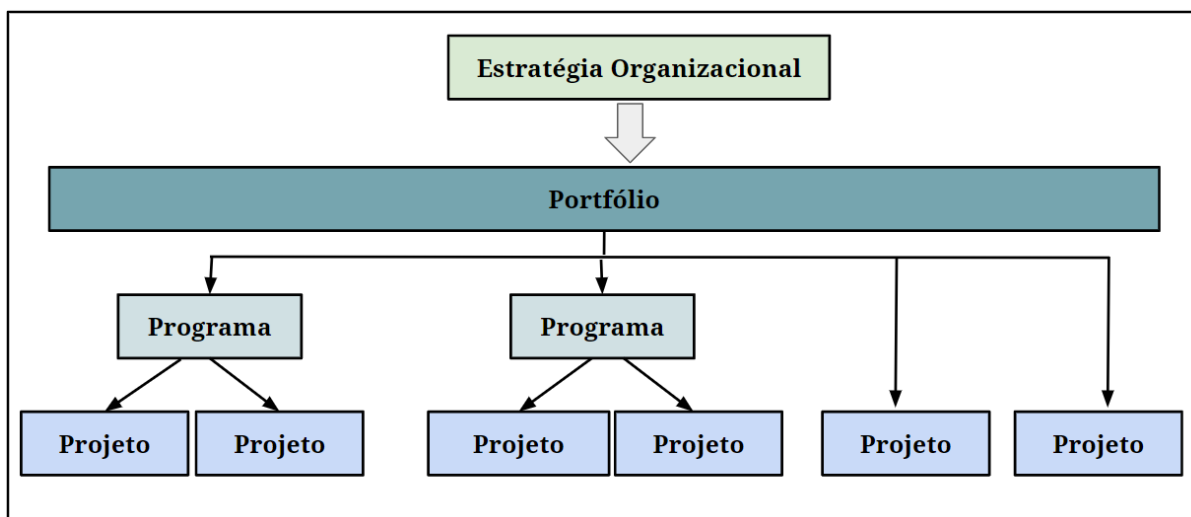 Estratégia Organizacional
Portfólio
Programa
Programa
Projeto
Projeto
Projeto
Projeto
Projeto
Projeto